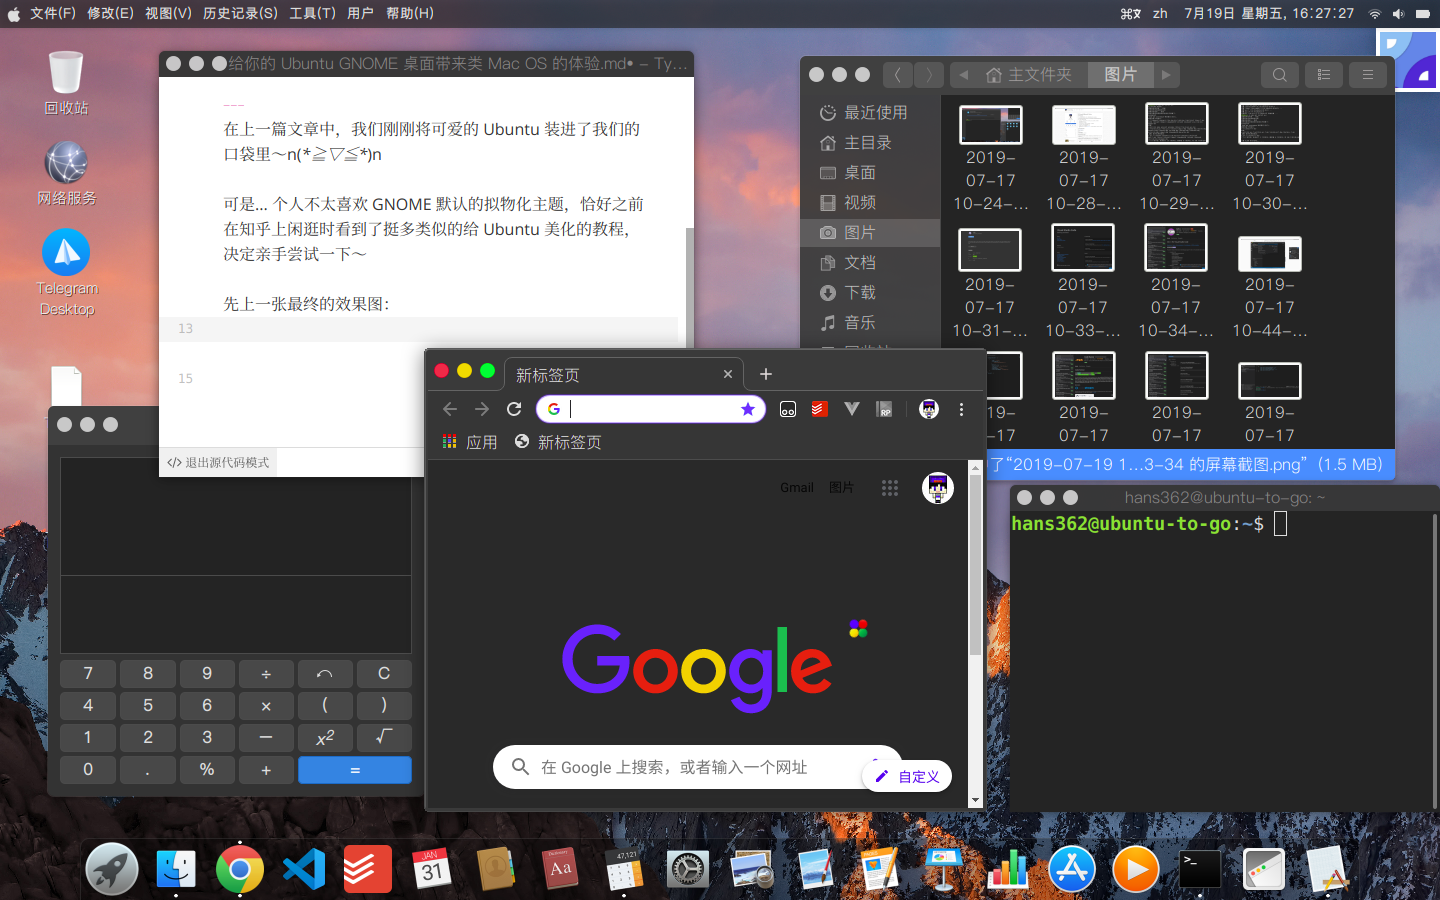 文件(F) 修改(E) 视图(V) 历史记录(S) 工具(T) 用户 帮助(H)
zh 7月19日 星期五, 16:27:27
回收站
网络服务
Telegram
Desktop
给你的 Ubuntu GNOME 桌面带来类 Mac OS 的体验.md• - Ty...
---
在上一篇文章中，我们刚刚将可爱的 Ubuntu 装进了我们的
口袋里～n(*≧▽≦*)n
可是... 个人不太喜欢 GNOME 默认的拟物化主题，恰好之前
在知乎上闲逛时看到了挺多类似的给 Ubuntu 美化的教程，
决定亲手尝试一下～
先上一张最终的效果图：
13
15
</> 退出源代码模式
主文件夹 图片
最近使用
主目录
桌面
视频
图片
文档
下载
音乐
2019-
07-17
10-24-...
2019-
07-17
10-28-...
2019-
07-17
10-29-...
2019-
07-17
10-30-...
2019-
07-17
10-31-...
2019-
07-17
10-33-...
2019-
07-17
10-34-...
2019-
07-17
10-44-...
19-
-17
2019-
07-17
2019-
07-17
2019-
07-17
了“2019-07-19 1...3-34 的屏幕截图.png” (1.5 MB)
7 8 9 ÷ C
4 5 6 × ( )
1 2 3 − x² √
0 . % + =
新标签页
RP
应用 新标签页
Gmail 图片
Google
在 Google 上搜索，或者输入一个网址
自定义
hans362@ubuntu-to-go: ~
hans362@ubuntu-to-go:~$
JAN
31
Aa
47,121
>_